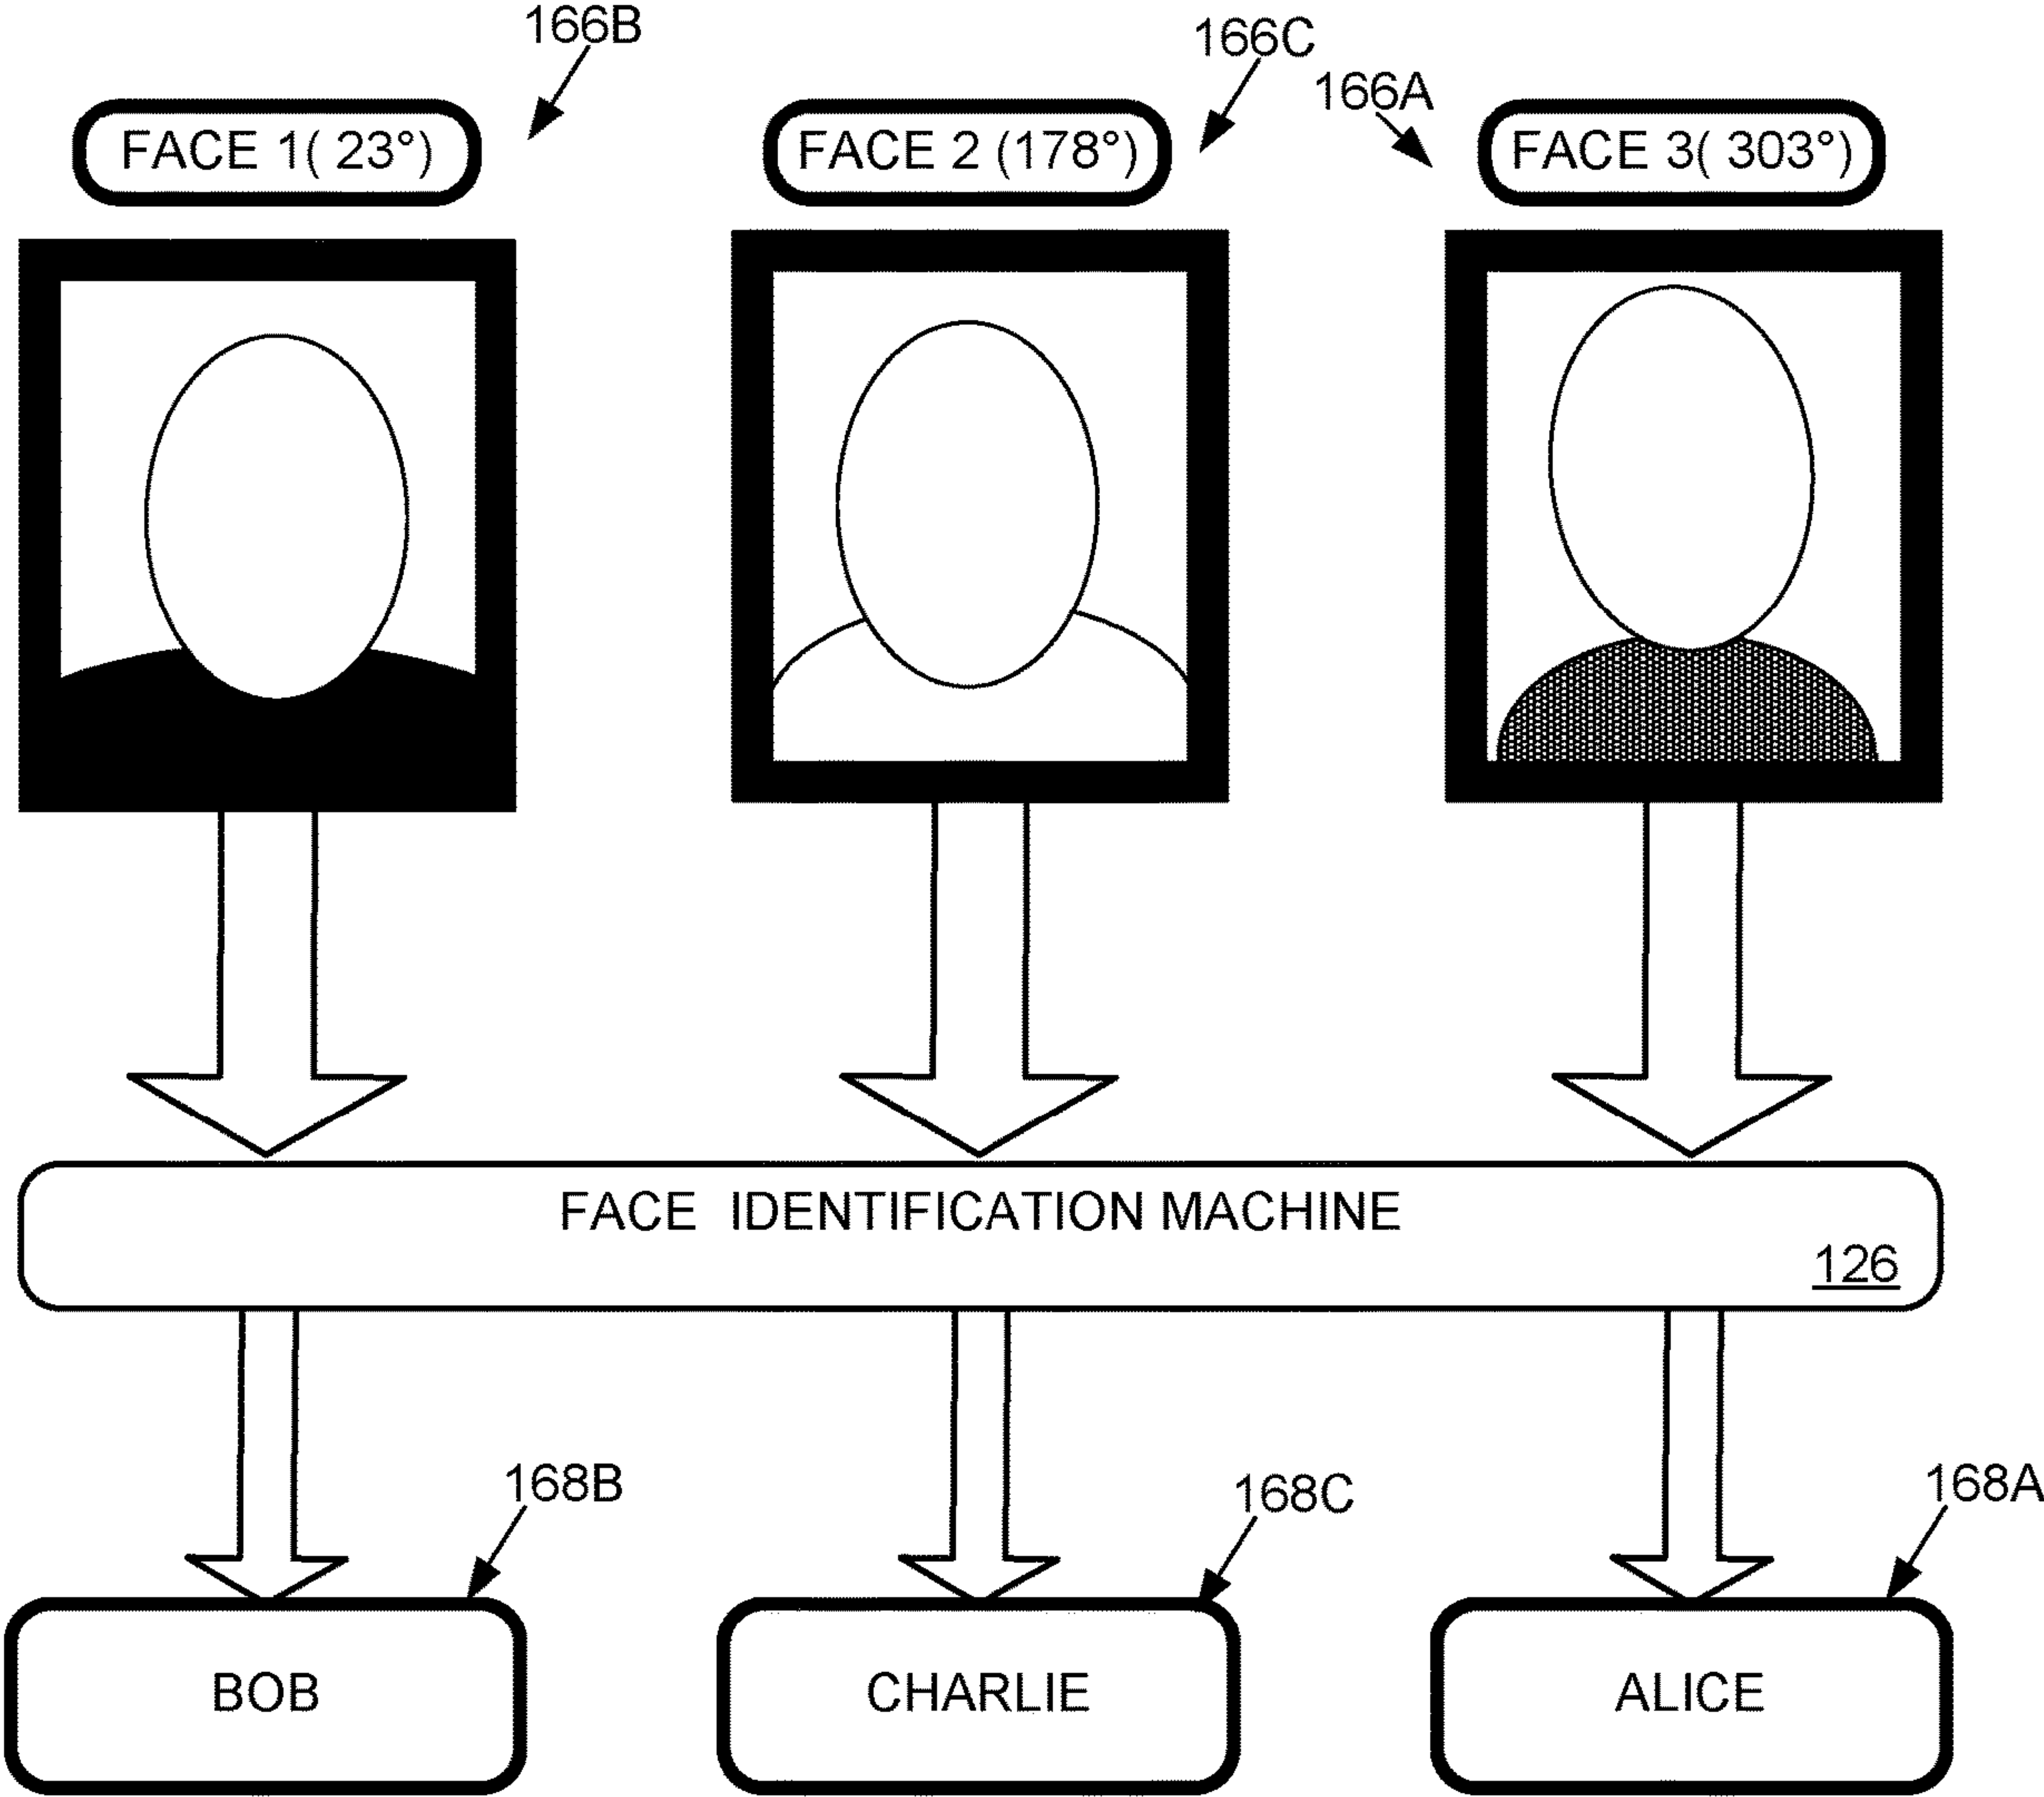 166B
166C
166A
FACE 1( 23°)
FACE 2 (178°)
FACE 3( 303°)
FACE IDENTIFICATION MACHINE
126
168B
168C
168A
BOB
CHARLIE
ALICE